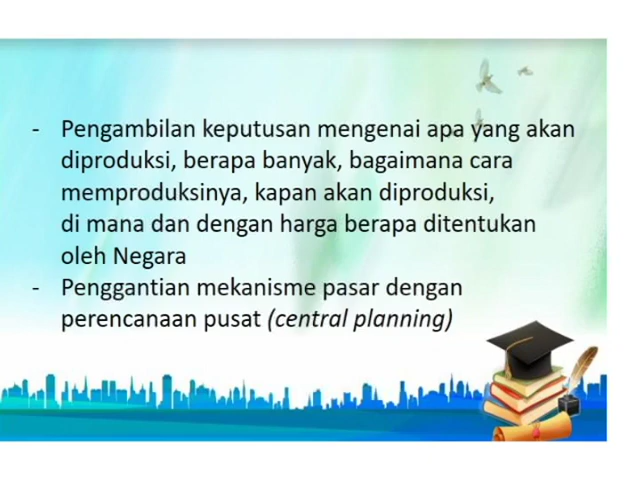 - Pengambilan keputusan mengenai apa yang akan
diproduksi, berapa banyak, bagaimana cara
memproduksinya, kapan akan diproduksi,
di mana dan dengan harga berapa ditentukan
oleh Negara
- Penggantian mekanisme pasar dengan
perencanaan pusat (central planning)